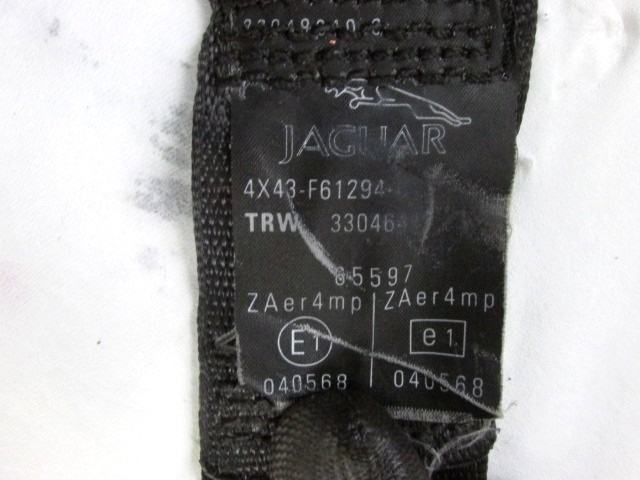 JAGUAR
4X43-F61294-
TRW 33046
65597
ZAer4mp ZAer4mp
E1 e1
040568 040568